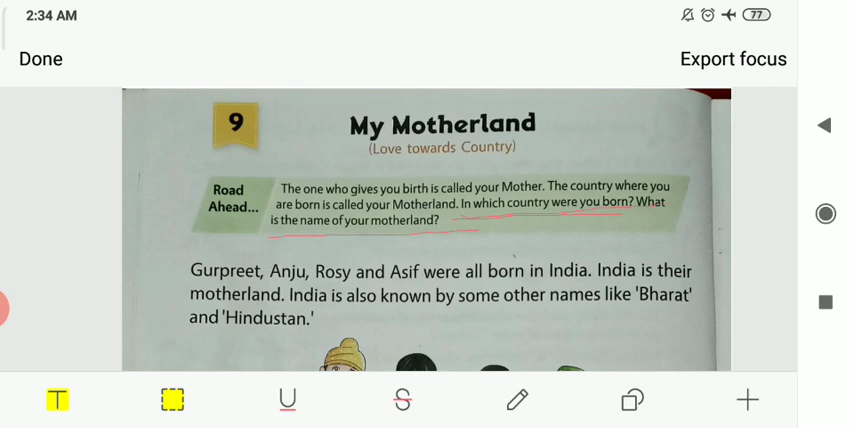 2:34 AM
77
Done
Export focus
9
My Motherland
(Love towards Country)
Road
Ahead...
The one who gives you birth is called your Mother. The country where you
are born is called your Motherland. In which country were you born? What
is the name of your motherland?
Gurpreet, Anju, Rosy and Asif were all born in India. India is their
motherland. India is also known by some other names like 'Bharat'
and 'Hindustan.'
T
U
S